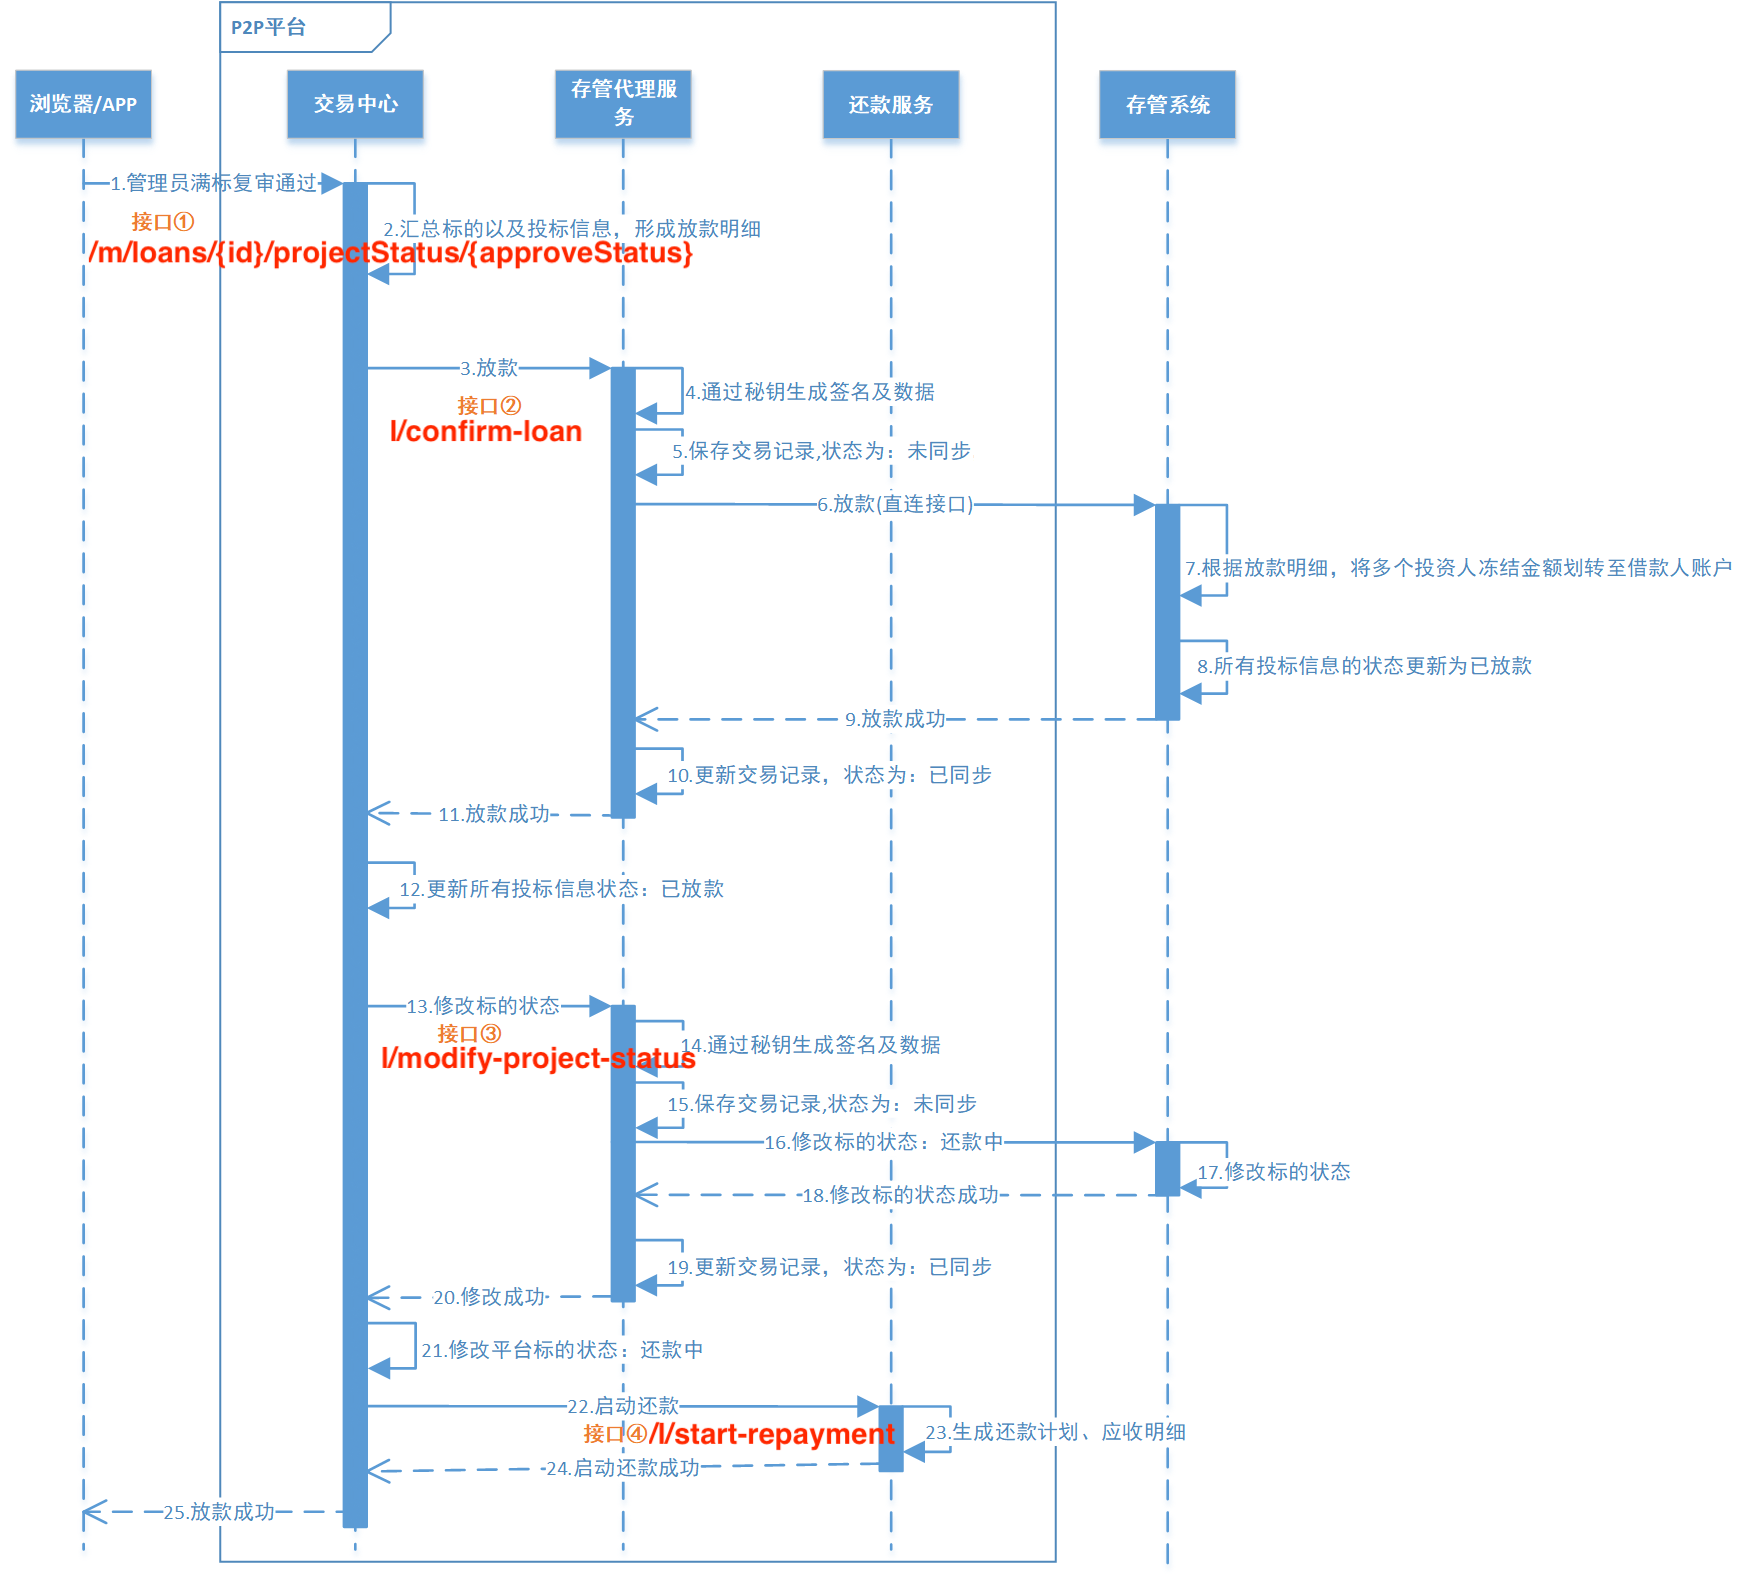 P2P平台
浏览器/APP
交易中心
存管代理服
务
还款服务
存管系统
1.管理员满标复审通过
接口①
/m/loans/{id}/projectStatus/{approveStatus}
2.汇总标的以及投标信息，形成放款明细
3.放款
接口②
l/confirm-loan
4.通过秘钥生成签名及数据
5.保存交易记录,状态为：未同步
6.放款(直连接口)
7.根据放款明细，将多个投资人冻结金额划转至借款人账户
8.所有投标信息的状态更新为已放款
9.放款成功
10.更新交易记录，状态为：已同步
11.放款成功
12.更新所有投标信息状态：已放款
13.修改标的状态
接口③
l/modify-project-status
14.通过秘钥生成签名及数据
15.保存交易记录,状态为：未同步
16.修改标的状态：还款中
17.修改标的状态
18.修改标的状态成功
19.更新交易记录，状态为：已同步
20.修改成功
21.修改平台标的状态：还款中
22.启动还款
接口④/l/start-repayment
23.生成还款计划、应收明细
24.启动还款成功
25.放款成功